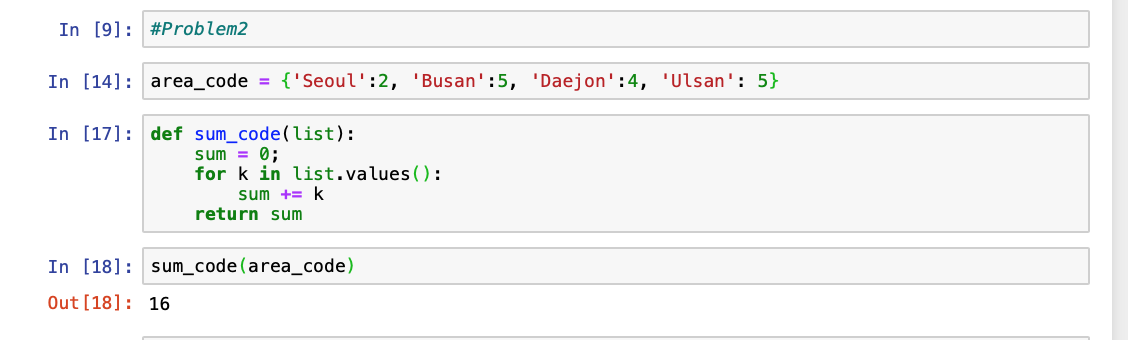 In [9]: #Problem2
In [14]: area_code = {'Seoul':2, 'Busan':5, 'Daejon':4, 'Ulsan': 5}
In [17]: def sum_code(list):
    sum = 0;
    for k in list.values():
        sum += k
    return sum
In [18]: sum_code(area_code)
Out[18]: 16